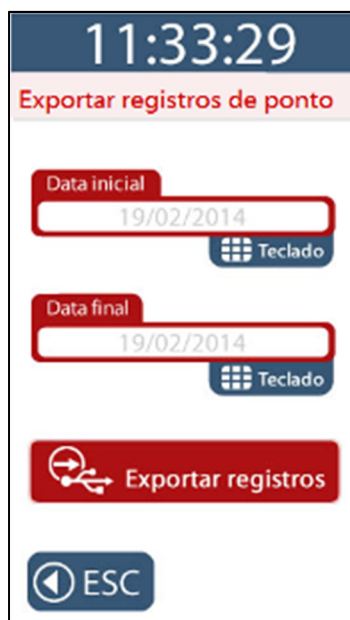 11:33:29
Exportar registros de ponto
Data inicial
19/02/2014
Teclado
Data final
19/02/2014
Teclado
Exportar registros
ESC